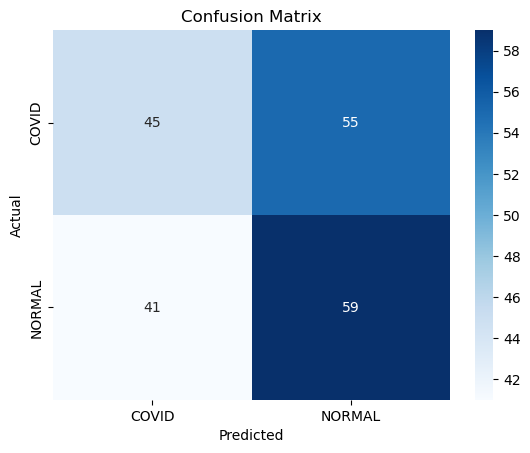 Confusion Matrix
COVID
45
55
NORMAL
41
59
Actual
COVID
NORMAL
Predicted
58
56
54
52
50
48
46
44
42